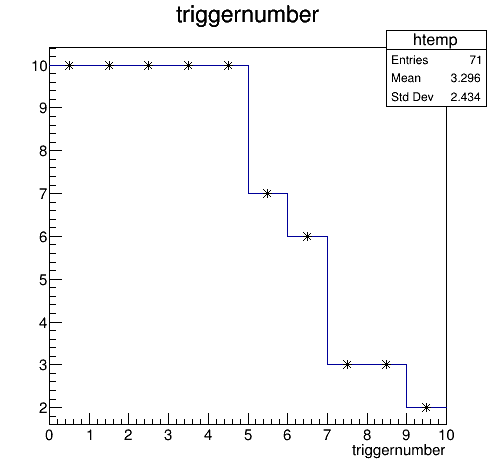 triggernumber
htemp
Entries 71
Mean 3.296
Std Dev 2.434
10
9
8
7
6
5
4
3
2
0 1 2 3 4 5 6 7 8 9 10
triggernumber